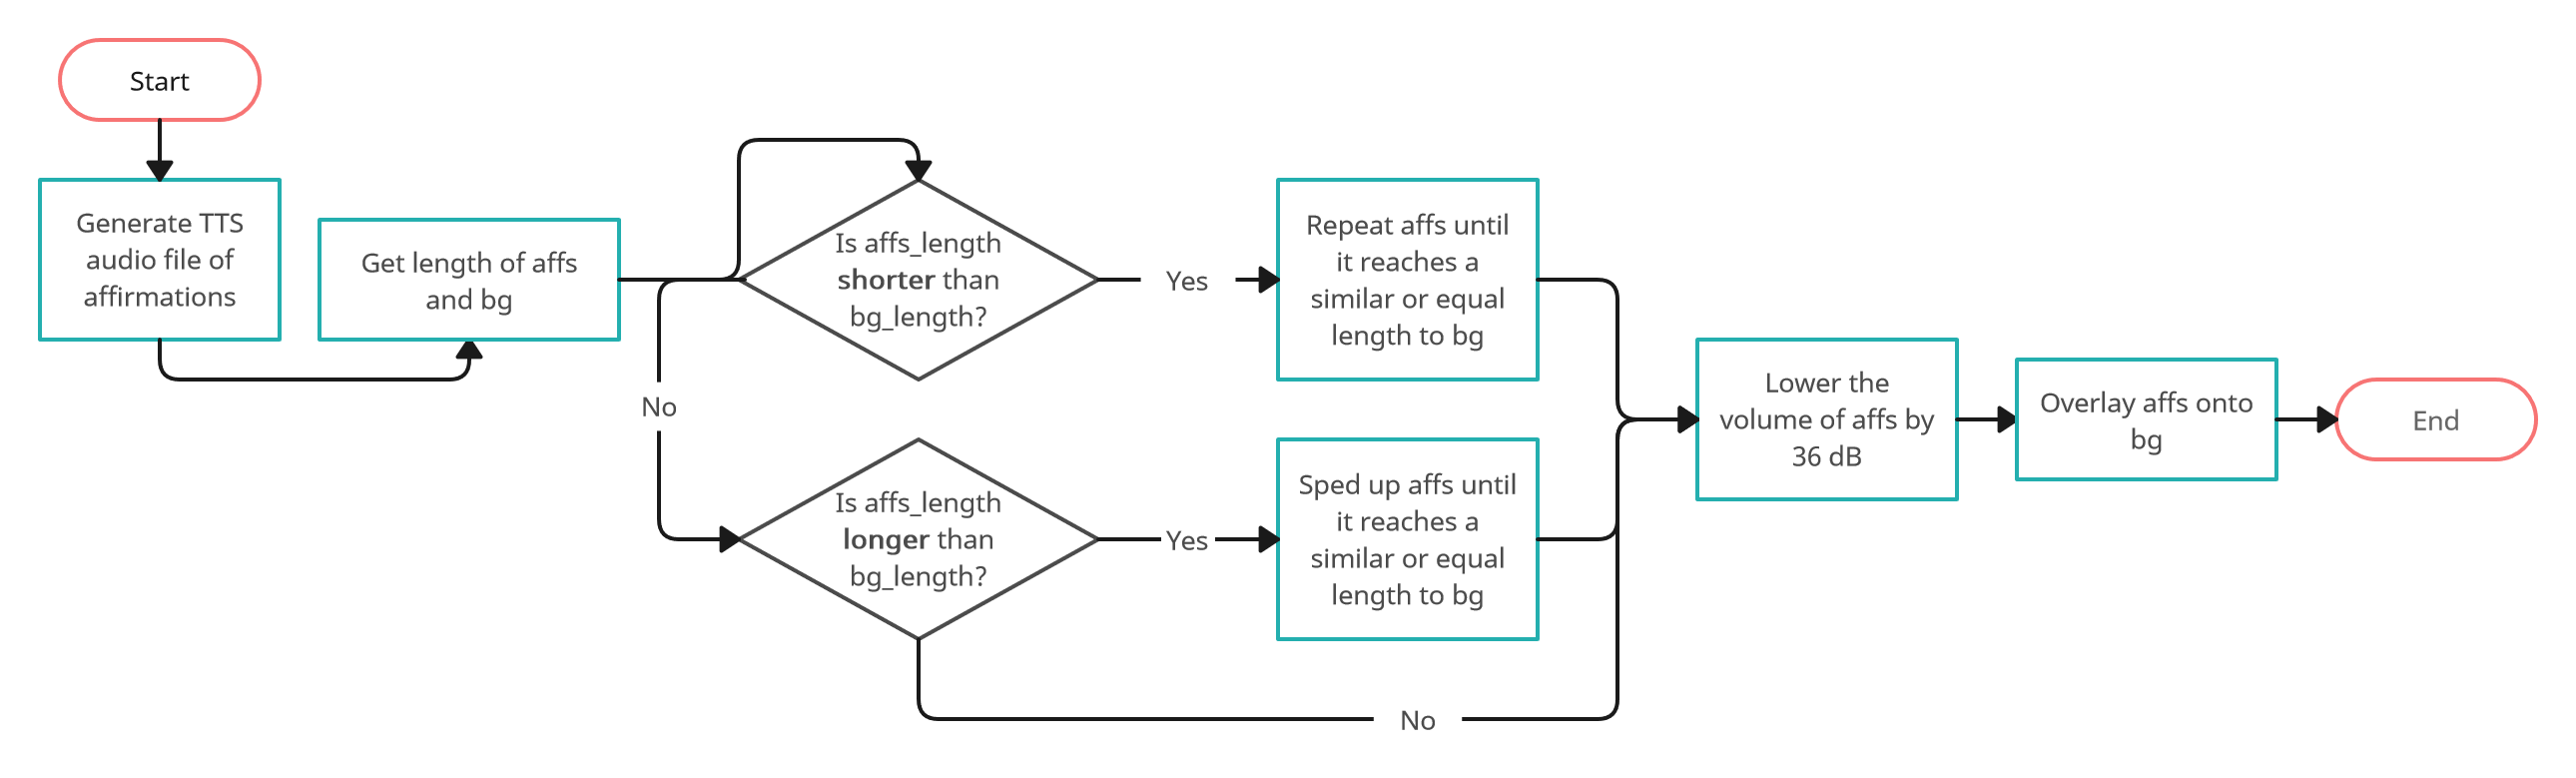 Start
Generate TTS
audio file of
affirmations
Get length of affs
and bg
Is affs_length
shorter than
bg_length?
Yes
Repeat affs until
it reaches a
similar or equal
length to bg
No
Is affs_length
longer than
bg_length?
Yes
Sped up affs until
it reaches a
similar or equal
length to bg
No
Lower the
volume of affs by
36 dB
Overlay affs onto
bg
End